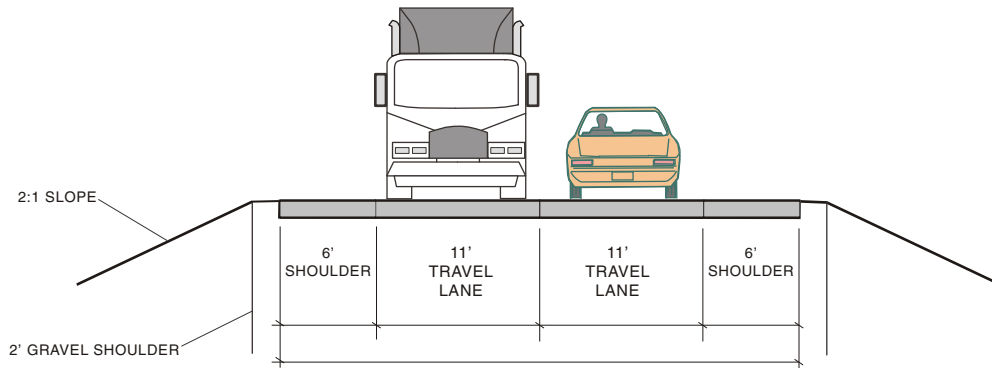 2:1 SLOPE
6’
SHOULDER
11’
TRAVEL
LANE
11’
TRAVEL
LANE
6’
SHOULDER
2’ GRAVEL SHOULDER